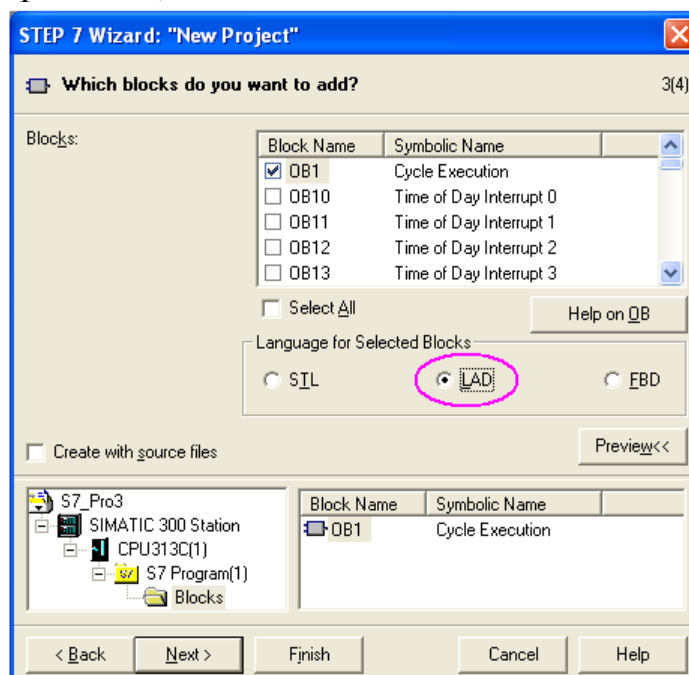 STEP 7 Wizard: "New Project"
Which blocks do you want to add? 3(4)
Blocks:
Block Name Symbolic Name
OB1 Cycle Execution
OB10 Time of Day Interrupt 0
OB11 Time of Day Interrupt 1
OB12 Time of Day Interrupt 2
OB13 Time of Day Interrupt 3
Select All
Help on OB
Language for Selected Blocks
STL LAD FBD
Create with source files
Preview<<
S7_Pro3
SIMATIC 300 Station
CPU313C(1)
S7 Program(1)
Blocks
Block Name Symbolic Name
OB1 Cycle Execution
< Back Next > Finish Cancel Help